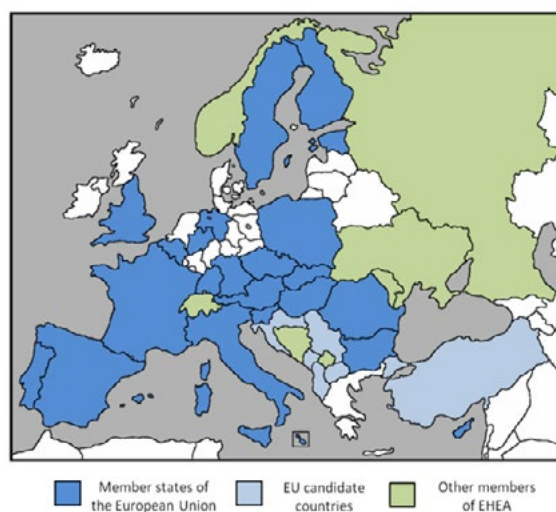 Member states of
the European Union
EU candidate
countries
Other members
of EHEA